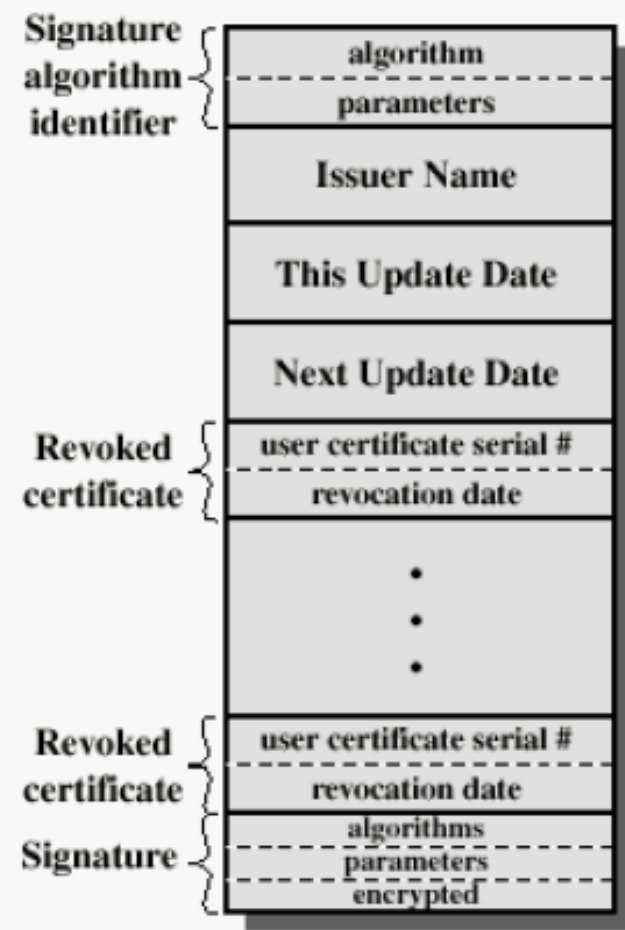 Signature
algorithm
identifier
algorithm
parameters
Issuer Name
This Update Date
Next Update Date
Revoked
certificate
user certificate serial #
revocation date
Revoked
certificate
user certificate serial #
revocation date
Signature
algorithms
parameters
encrypted